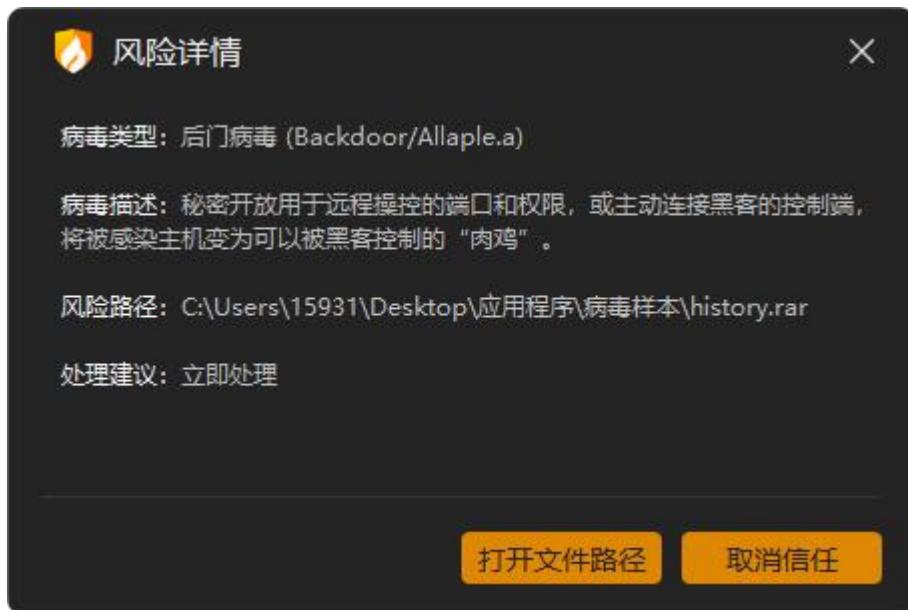 风险详情
病毒类型：后门病毒 (Backdoor/Allaple.a)
病毒描述：秘密开放用于远程操控的端口和权限，或主动连接黑客的控制端，
将被感染主机变为可以被黑客控制的“肉鸡”。
风险路径：C:\Users\15931\Desktop\应用程序\病毒样本\history.rar
处理建议：立即处理
打开文件路径
取消信任